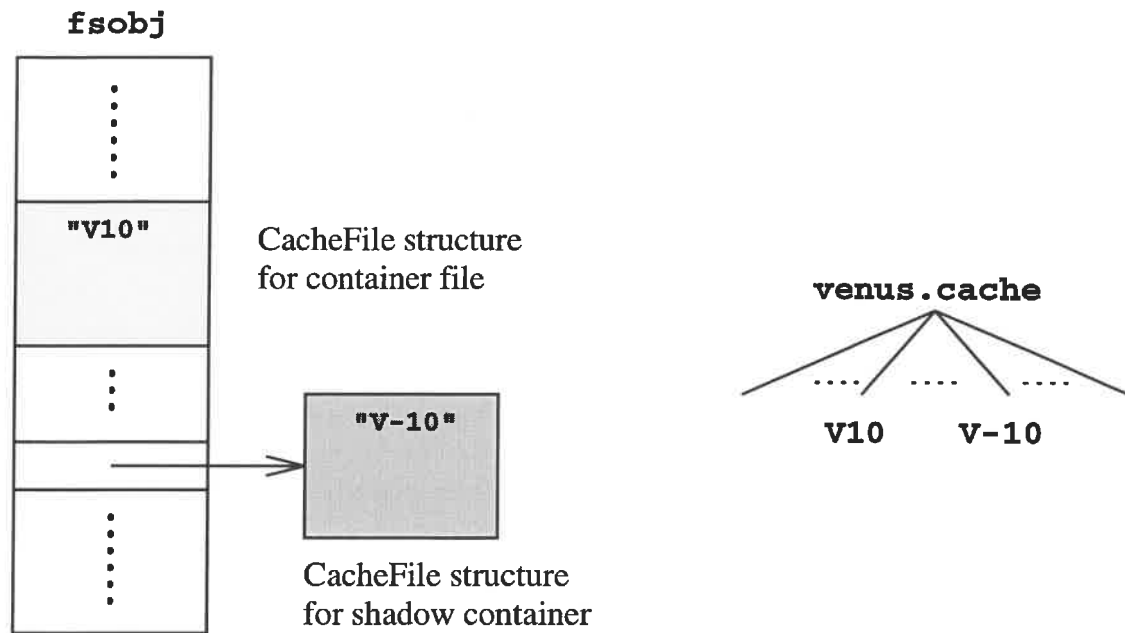 fsobj
"V10"
CacheFile structure
for container file
"V-10"
CacheFile structure
for shadow container
venus.cache
.... .... ....
V10 V-10